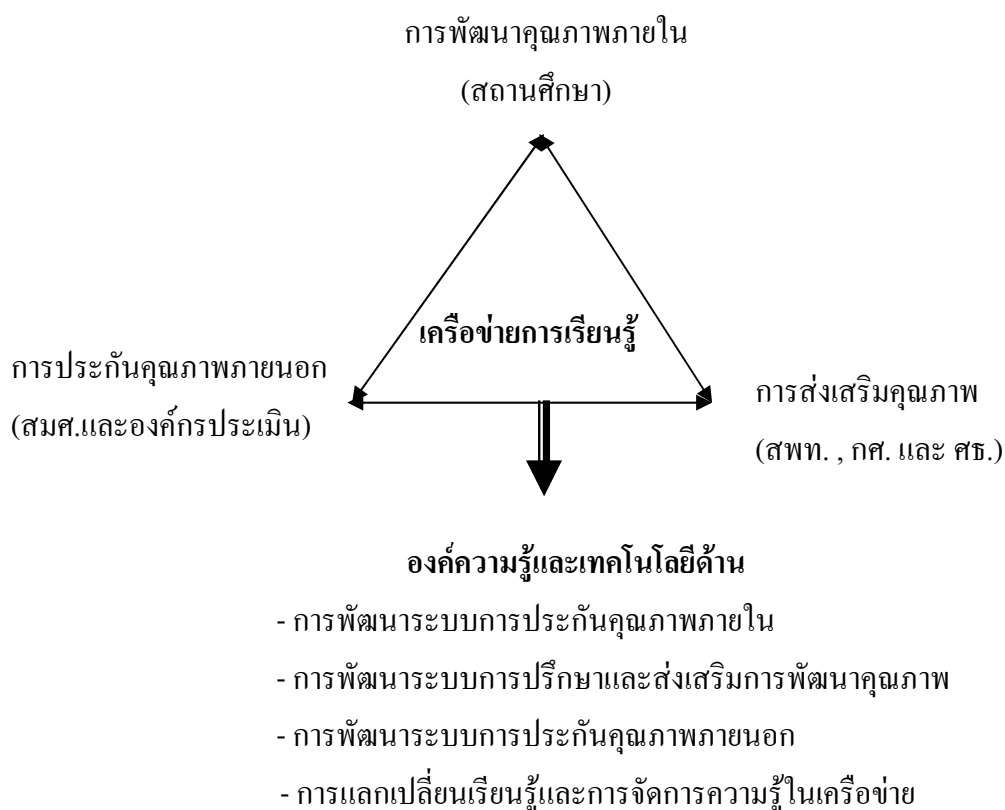 การพัฒนาคุณภาพภายใน
(สถานศึกษา)
เครือข่ายการเรียนรู้
การประกันคุณภาพภายนอก
(สมศ.และองค์กรประเมิน)
การส่งเสริมคุณภาพ
(สพท. , กศ. และ ศธ.)
องค์ความรู้และเทคโนโลยีด้าน
- การพัฒนาระบบการประกันคุณภาพภายใน
- การพัฒนาระบบการปรึกษาและส่งเสริมการพัฒนาคุณภาพ
- การพัฒนาระบบการประกันคุณภาพภายนอก
- การแลกเปลี่ยนเรียนรู้และการจัดการความรู้ในเครือข่าย